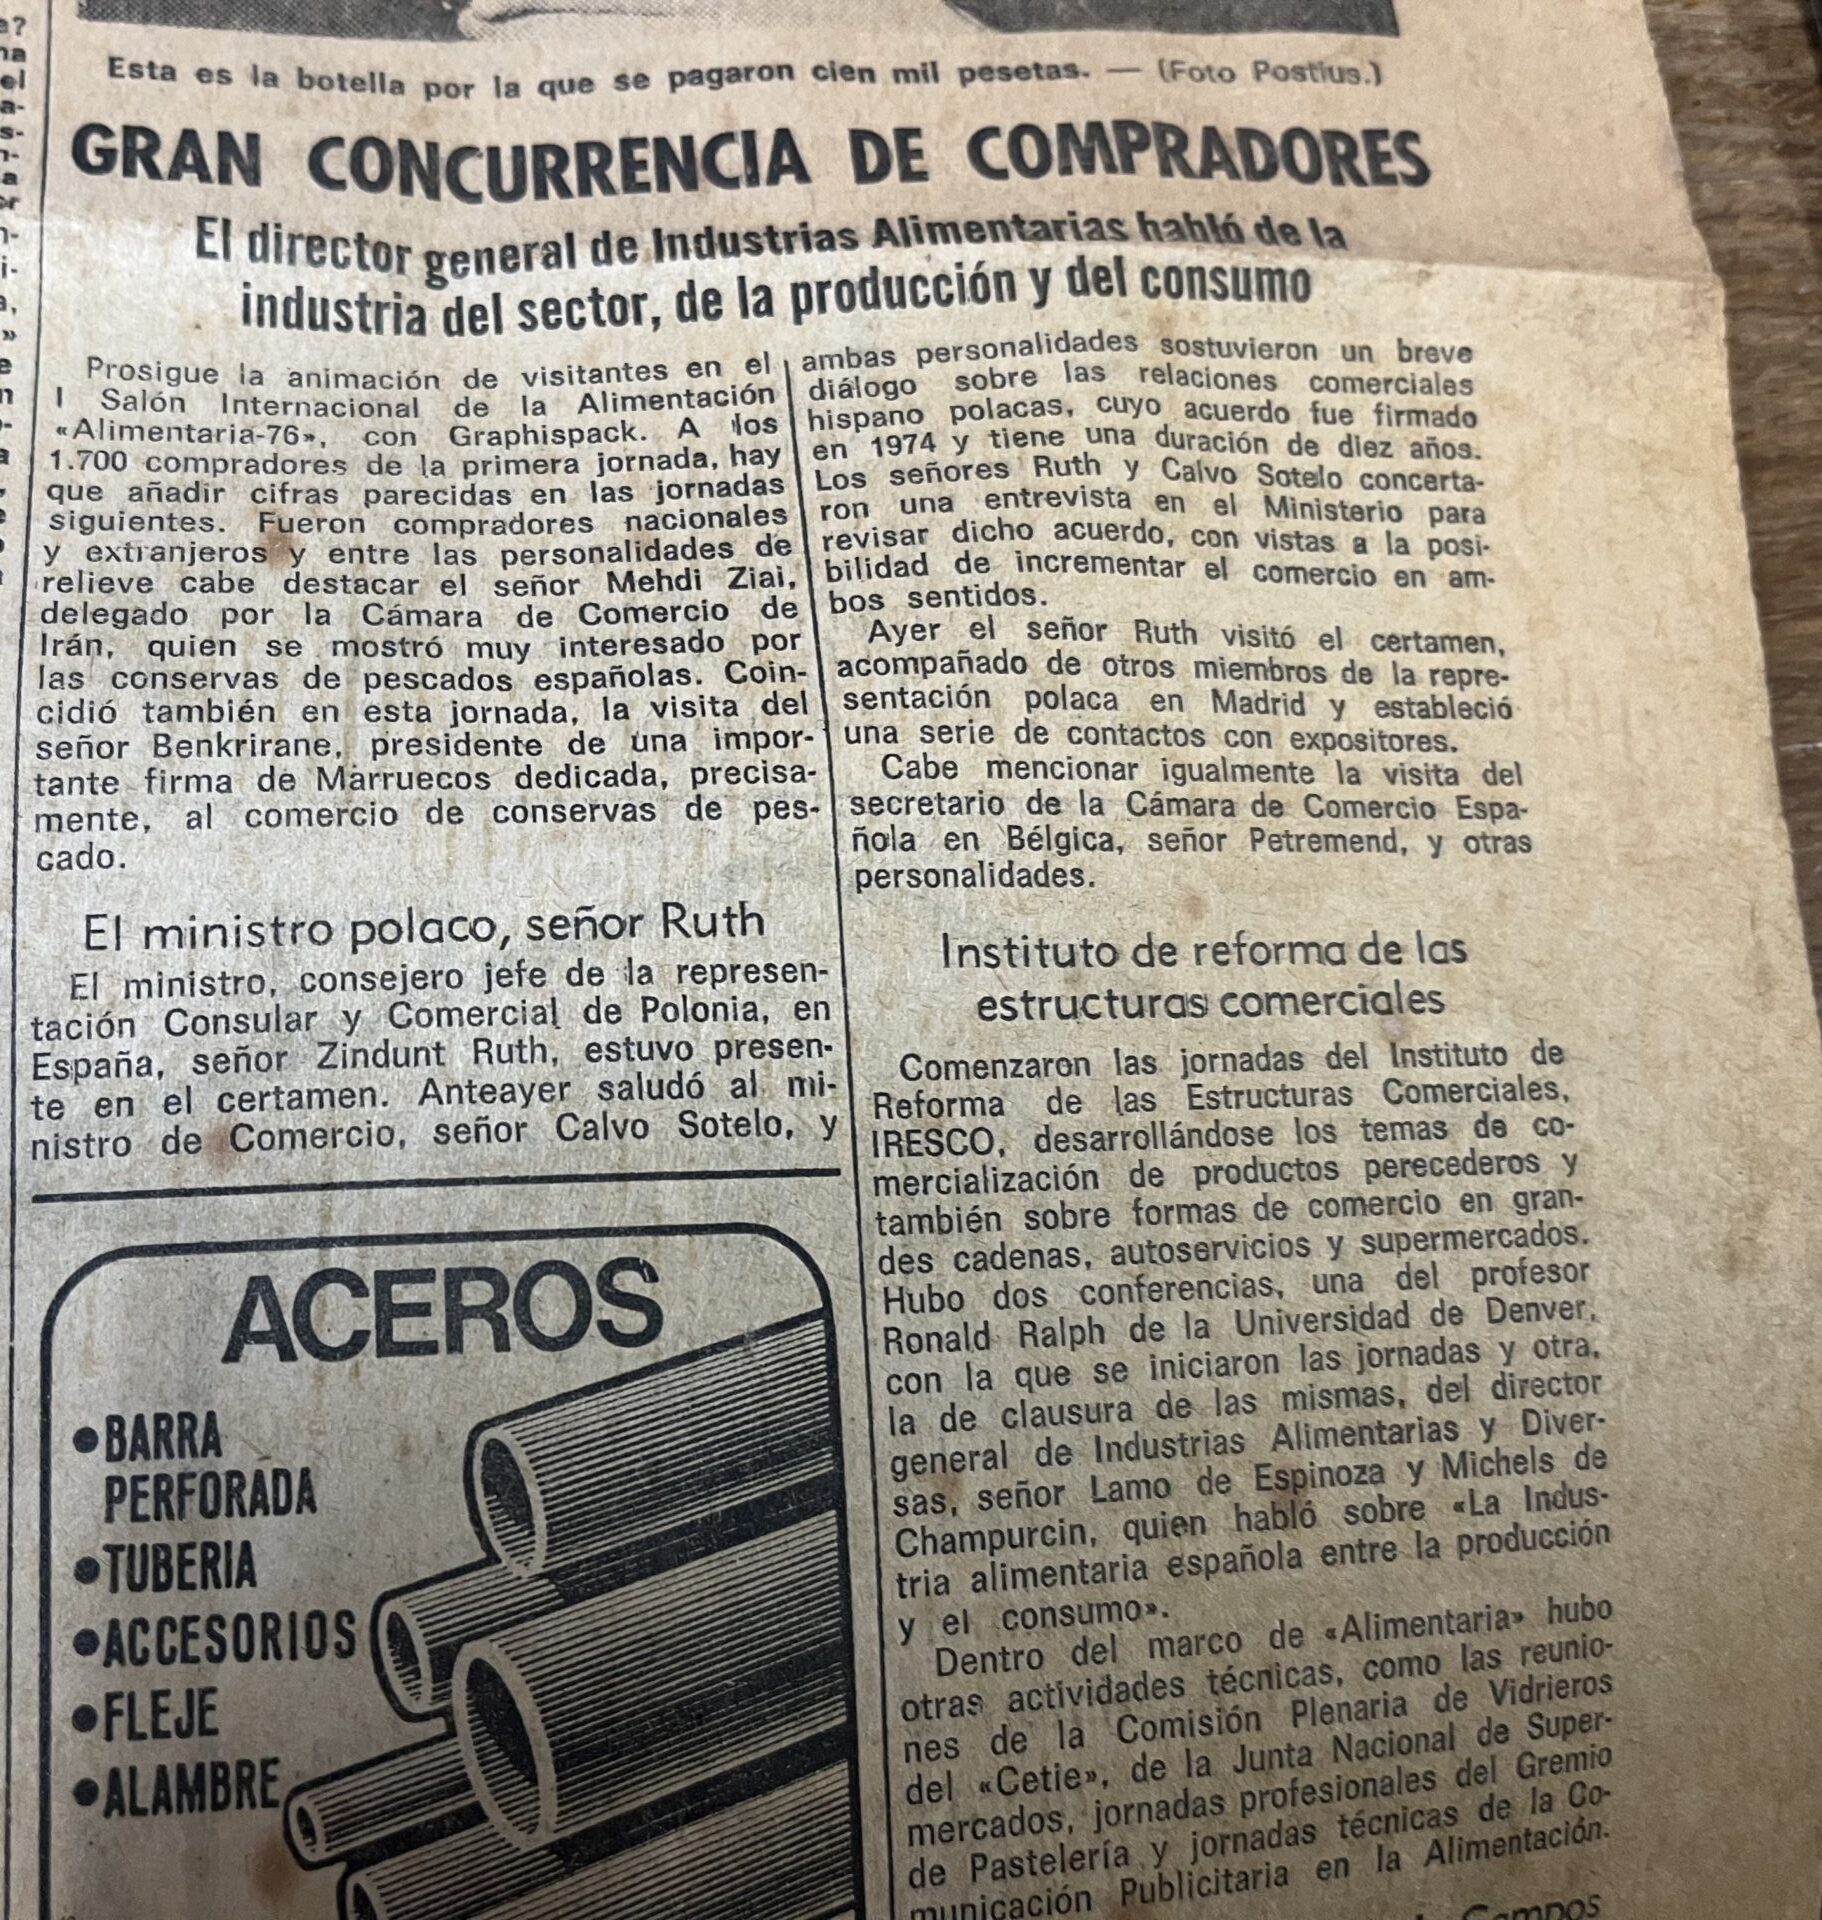 Esta es la botella por la que se pagaron cien mil pesetas. — (Foto Postius.)
GRAN CONCURRENCIA DE COMPRADORES
El director general de Industrias Alimentarias habló de la
industria del sector, de la producción y del consumo
Prosigue la animación de visitantes en el
I Salón Internacional de la Alimentación
«Alimentaria-76», con Graphispack. A los
1.700 compradores de la primera jornada, hay
que añadir cifras parecidas en las jornadas
siguientes. Fueron compradores nacionales
y extranjeros y entre las personalidades de
relieve cabe destacar el señor Mehdi Ziai,
delegado por la Cámara de Comercio de
Irán, quien se mostró muy interesado por
las conservas de pescados españolas. Coin-
cidió también en esta jornada, la visita del
señor Benkrirane, presidente de una impor-
tante firma de Marruecos dedicada, precisa-
mente, al comercio de conservas de pes-
cado.
El ministro polaco, señor Ruth
El ministro, consejero jefe de la represen-
tación Consular y Comercial de Polonia, en
España, señor Zindunt Ruth, estuvo presen-
te en el certamen. Anteayer saludó al mi-
nistro de Comercio, señor Calvo Sotelo, y
ambas personalidades sostuvieron un breve
diálogo sobre las relaciones comerciales
hispano polacas, cuyo acuerdo fue firmado
en 1974 y tiene una duración de diez años.
Los señores Ruth y Calvo Sotelo concerta-
ron una entrevista en el Ministerio para
revisar dicho acuerdo, con vistas a la posi-
bilidad de incrementar el comercio en am-
bos sentidos.
Ayer el señor Ruth visitó el certamen,
acompañado de otros miembros de la repre-
sentación polaca en Madrid y estableció
una serie de contactos con expositores.
Cabe mencionar igualmente la visita del
secretario de la Cámara de Comercio Espa-
ñola en Bélgica, señor Petremend, y otras
personalidades.
Instituto de reforma de las
estructuras comerciales
Comenzaron las jornadas del Instituto de
Reforma de las Estructuras Comerciales,
IRESCO, desarrollándose los temas de co-
mercialización de productos perecederos y
también sobre formas de comercio en gran-
des cadenas, autoservicios y supermercados.
Hubo dos conferencias, una del profesor
Ronald Ralph de la Universidad de Denver,
con la que se iniciaron las jornadas y otra,
la de clausura de las mismas, del director
general de Industrias Alimentarias y Diver-
sas, señor Lamo de Espinoza y Michels de
Champurcin, quien habló sobre «La Indus-
tria alimentaria española entre la producción
y el consumo».
Dentro del marco de «Alimentaria» hubo
otras actividades técnicas, como las reunio-
nes de la Comisión Plenaria de Vidrieros
del «Cetie», de la Junta Nacional de Super-
mercados, jornadas profesionales del Gremio
de Pastelería y jornadas técnicas de la Co-
municación Publicitaria en la Alimentación.
Campos
ACEROS
•BARRA
PERFORADA
•TUBERIA
•ACCESORIOS
•FLEJE
•ALAMBRE